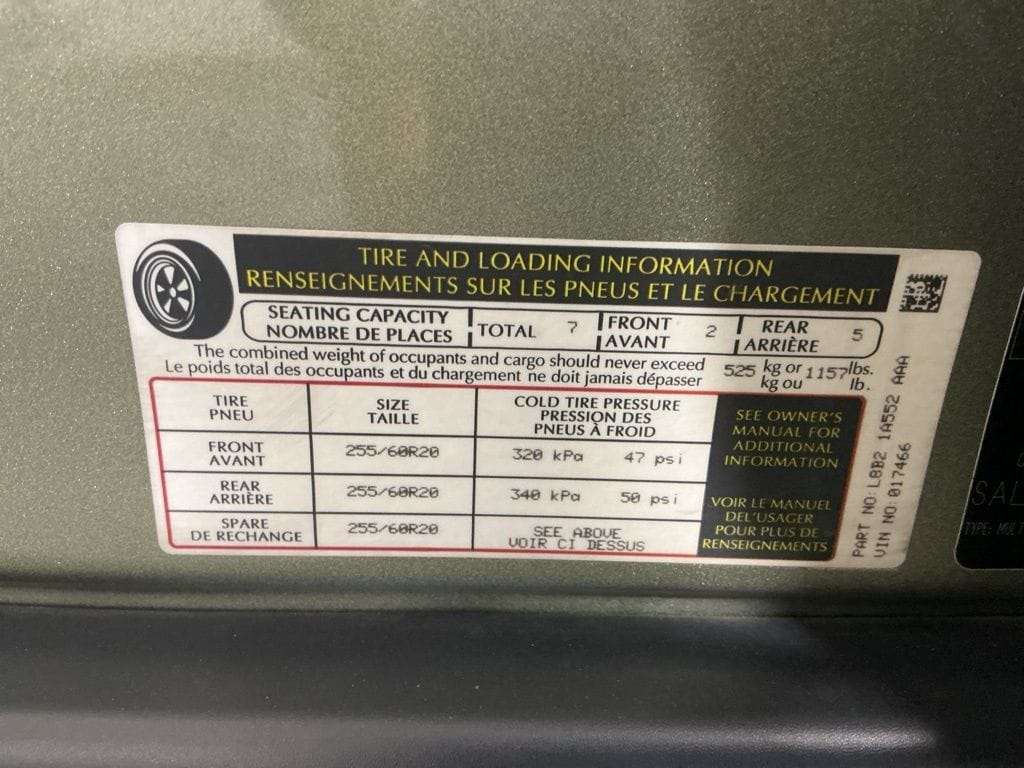 TIRE AND LOADING INFORMATION
RENSEIGNEMENTS SUR LES PNEUS ET LE CHARGEMENT
SEATING CAPACITY
NOMBRE DE PLACES
TOTAL 7
FRONT
AVANT 2
REAR
ARRIÈRE 5
The combined weight of occupants and cargo should never exceed
Le poids total des occupants et du chargement ne doit jamais dépasser
525 kg or 1157 lbs.
kg ou lb.
TIRE
PNEU
SIZE
TAILLE
COLD TIRE PRESSURE
PRESSION DES
PNEUS À FROID
FRONT
AVANT
255/60R20
320 kPa 47 psi
REAR
ARRIÈRE
255/60R20
340 kPa 50 psi
SPARE
DE RECHANGE
255/60R20
SEE ABOVE
VOIR CI DESSUS
SEE OWNER'S
MANUAL FOR
ADDITIONAL
INFORMATION
VOIR LE MANUEL
DEL'USAGER
POUR PLUS DE
RENSEIGNEMENTS
PART NO: L8B2 1A552 AAA
VIN NO: 017466
SAL
TYPE: MULT